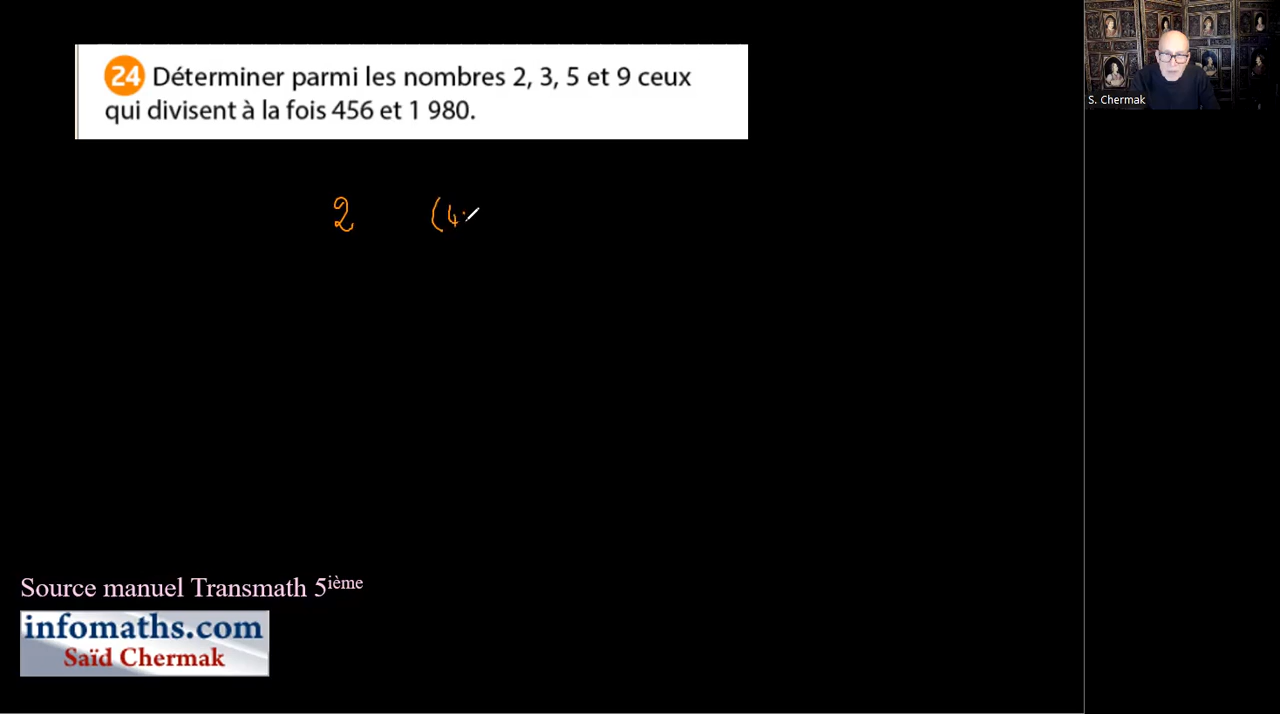 24 Déterminer parmi les nombres 2, 3, 5 et 9 ceux
qui divisent à la fois 456 et 1 980.
S. Chermak
2 (4
Source manuel Transmath 5ième
infomaths.com
Saïd Chermak